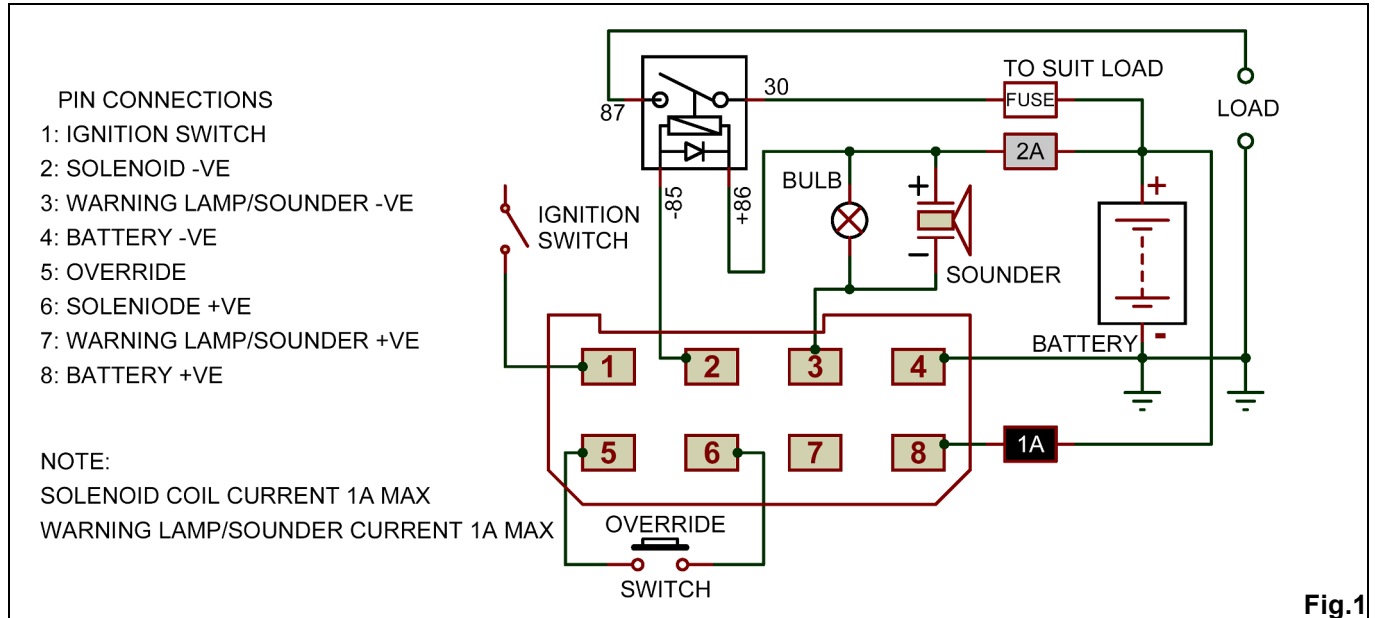 PIN CONNECTIONS
1: IGNITION SWITCH
2: SOLENOID -VE
3: WARNING LAMP/SOUNDER -VE
4: BATTERY -VE
5: OVERRIDE
6: SOLENIODE +VE
7: WARNING LAMP/SOUNDER +VE
8: BATTERY +VE
NOTE:
SOLENOID COIL CURRENT 1A MAX
WARNING LAMP/SOUNDER CURRENT 1A MAX
87
30
-85
+86
TO SUIT LOAD
FUSE
LOAD
2A
BULB
+
−
SOUNDER
IGNITION
SWITCH
+
-
BATTERY
1
2
3
4
5
6
7
8
1A
OVERRIDE
SWITCH
Fig.1